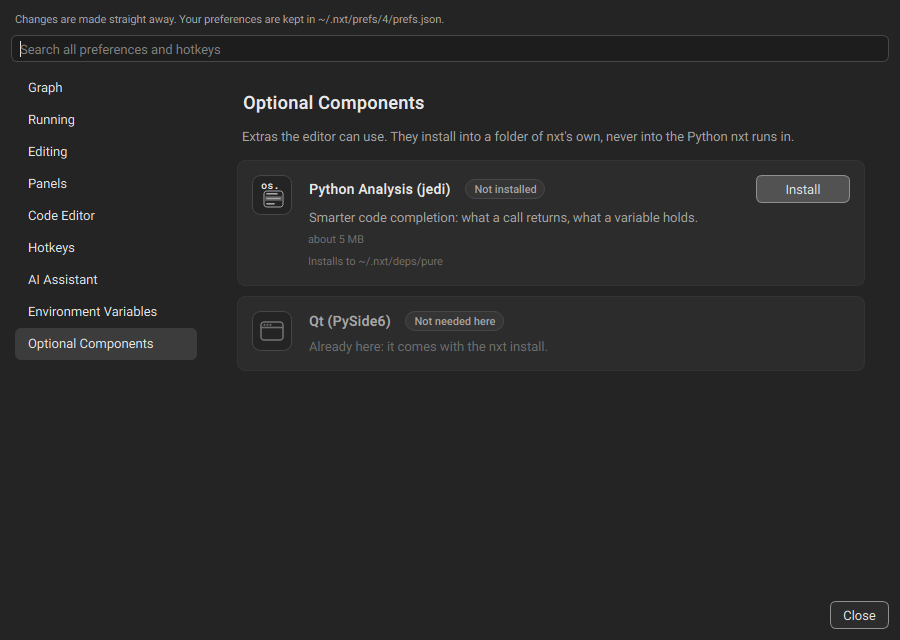 Changes are made straight away. Your preferences are kept in ~/.nxt/prefs/4/prefs.json.
Search all preferences and hotkeys
Graph
Running
Editing
Panels
Code Editor
Hotkeys
AI Assistant
Environment Variables
Optional Components
Optional Components
Extras the editor can use. They install into a folder of nxt's own, never into the Python nxt runs in.
os.
Python Analysis (jedi)
Not installed
Install
Smarter code completion: what a call returns, what a variable holds.
about 5 MB
Installs to ~/.nxt/deps/pure
Qt (PySide6)
Not needed here
Already here: it comes with the nxt install.
Close